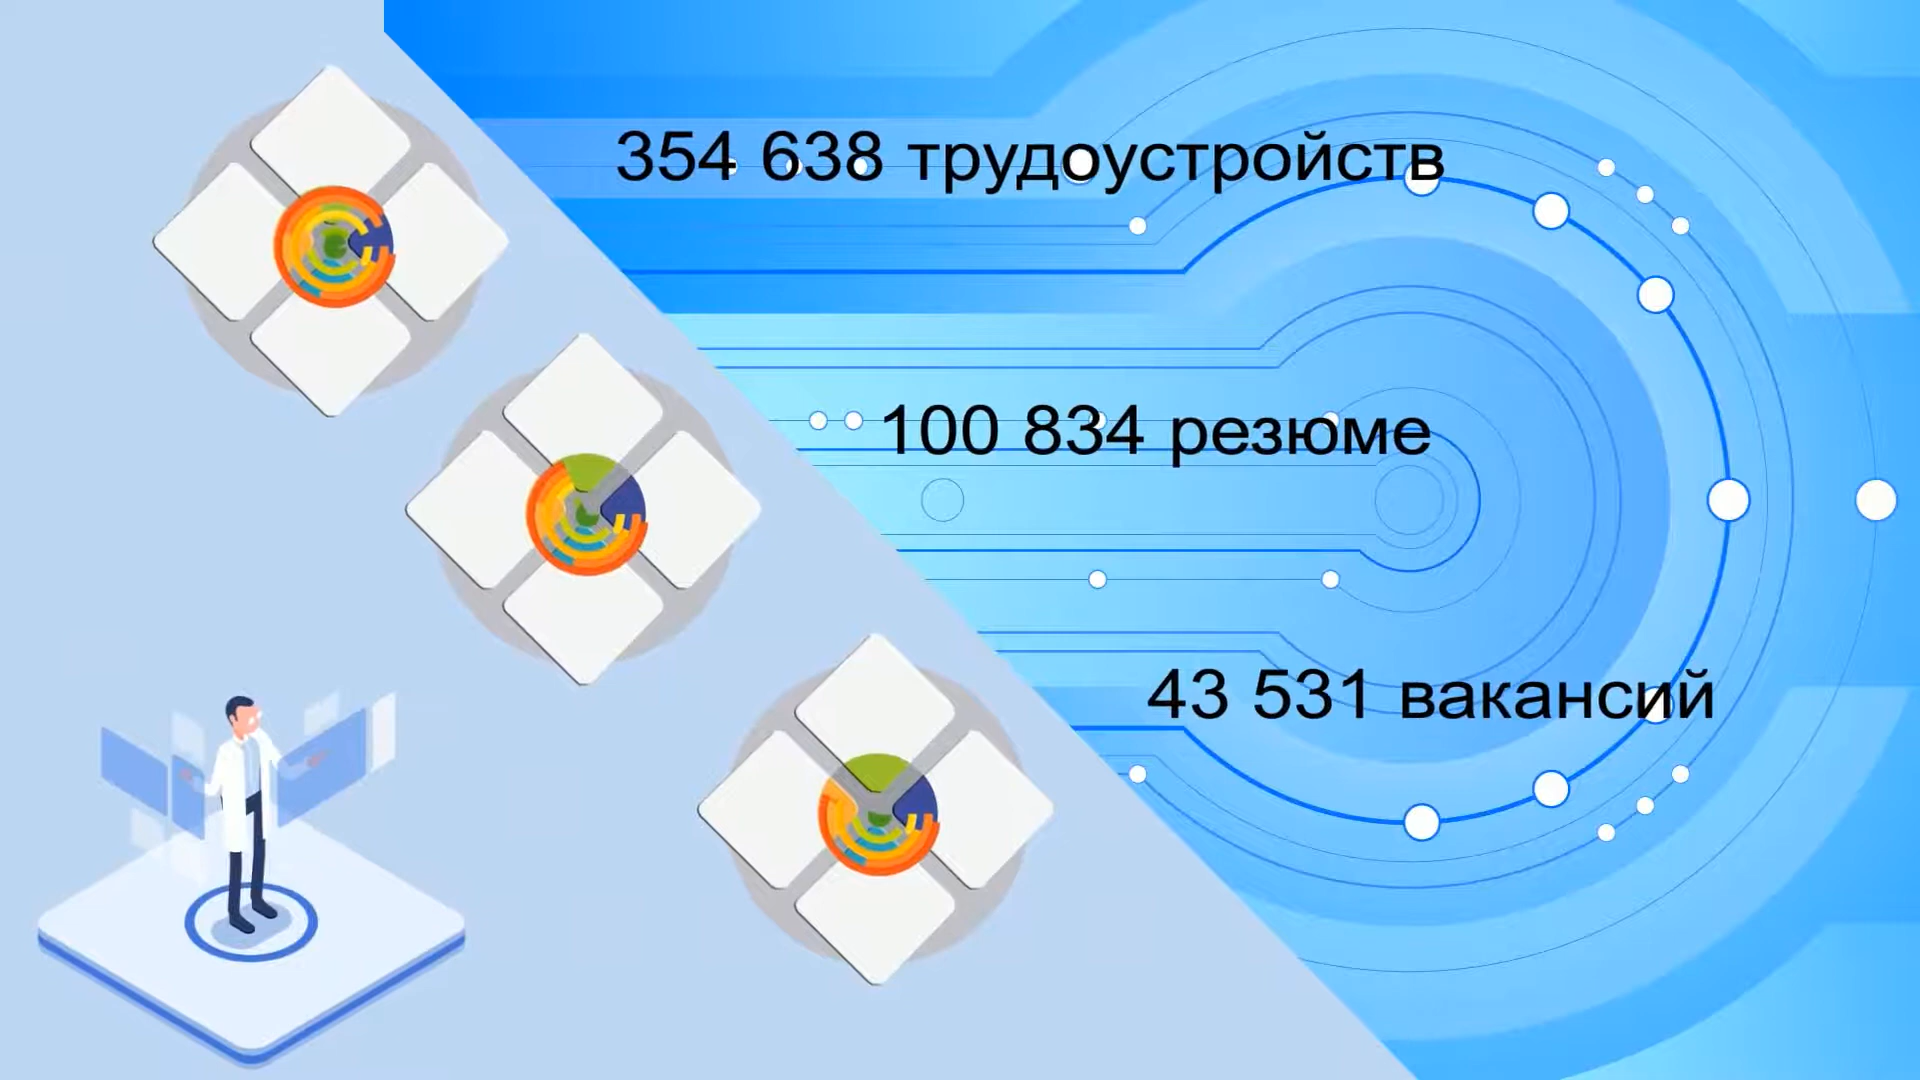 354 638 трудоустройств
100 834 резюме
43 531 вакансий